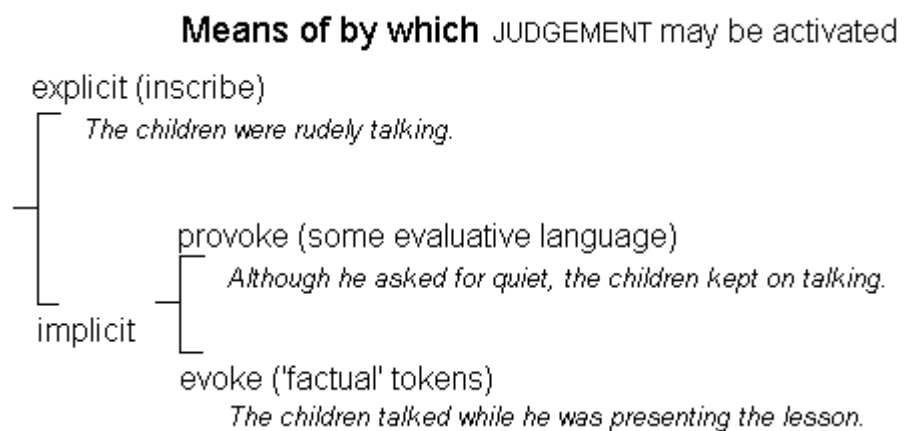 Means of by which JUDGEMENT may be activated
explicit (inscribe)
The children were rudely talking.
provoke (some evaluative language)
Although he asked for quiet, the children kept on talking.
implicit
evoke ('factual' tokens)
The children talked while he was presenting the lesson.